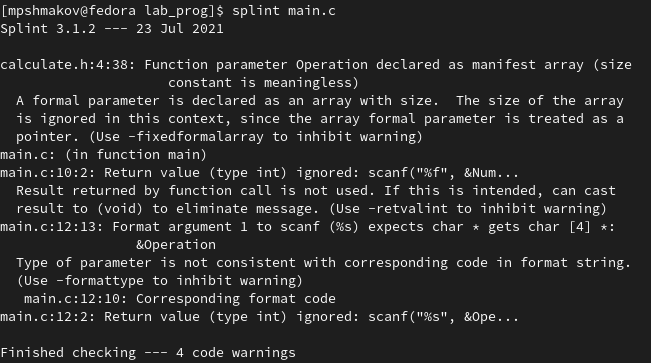 [mpshmakov@fedora lab_prog]$ splint main.c
Splint 3.1.2 --- 23 Jul 2021

calculate.h:4:38: Function parameter Operation declared as manifest array (size
                     constant is meaningless)
  A formal parameter is declared as an array with size.  The size of the array
  is ignored in this context, since the array formal parameter is treated as a
  pointer. (Use -fixedformalarray to inhibit warning)
main.c: (in function main)
main.c:10:2: Return value (type int) ignored: scanf("%f", &Num...
  Result returned by function call is not used. If this is intended, can cast
  result to (void) to eliminate message. (Use -retvalint to inhibit warning)
main.c:12:13: Format argument 1 to scanf (%s) expects char * gets char [4] *:
                 &Operation
  Type of parameter is not consistent with corresponding code in format string.
  (Use -formattype to inhibit warning)
   main.c:12:10: Corresponding format code
main.c:12:2: Return value (type int) ignored: scanf("%s", &Ope...

Finished checking --- 4 code warnings